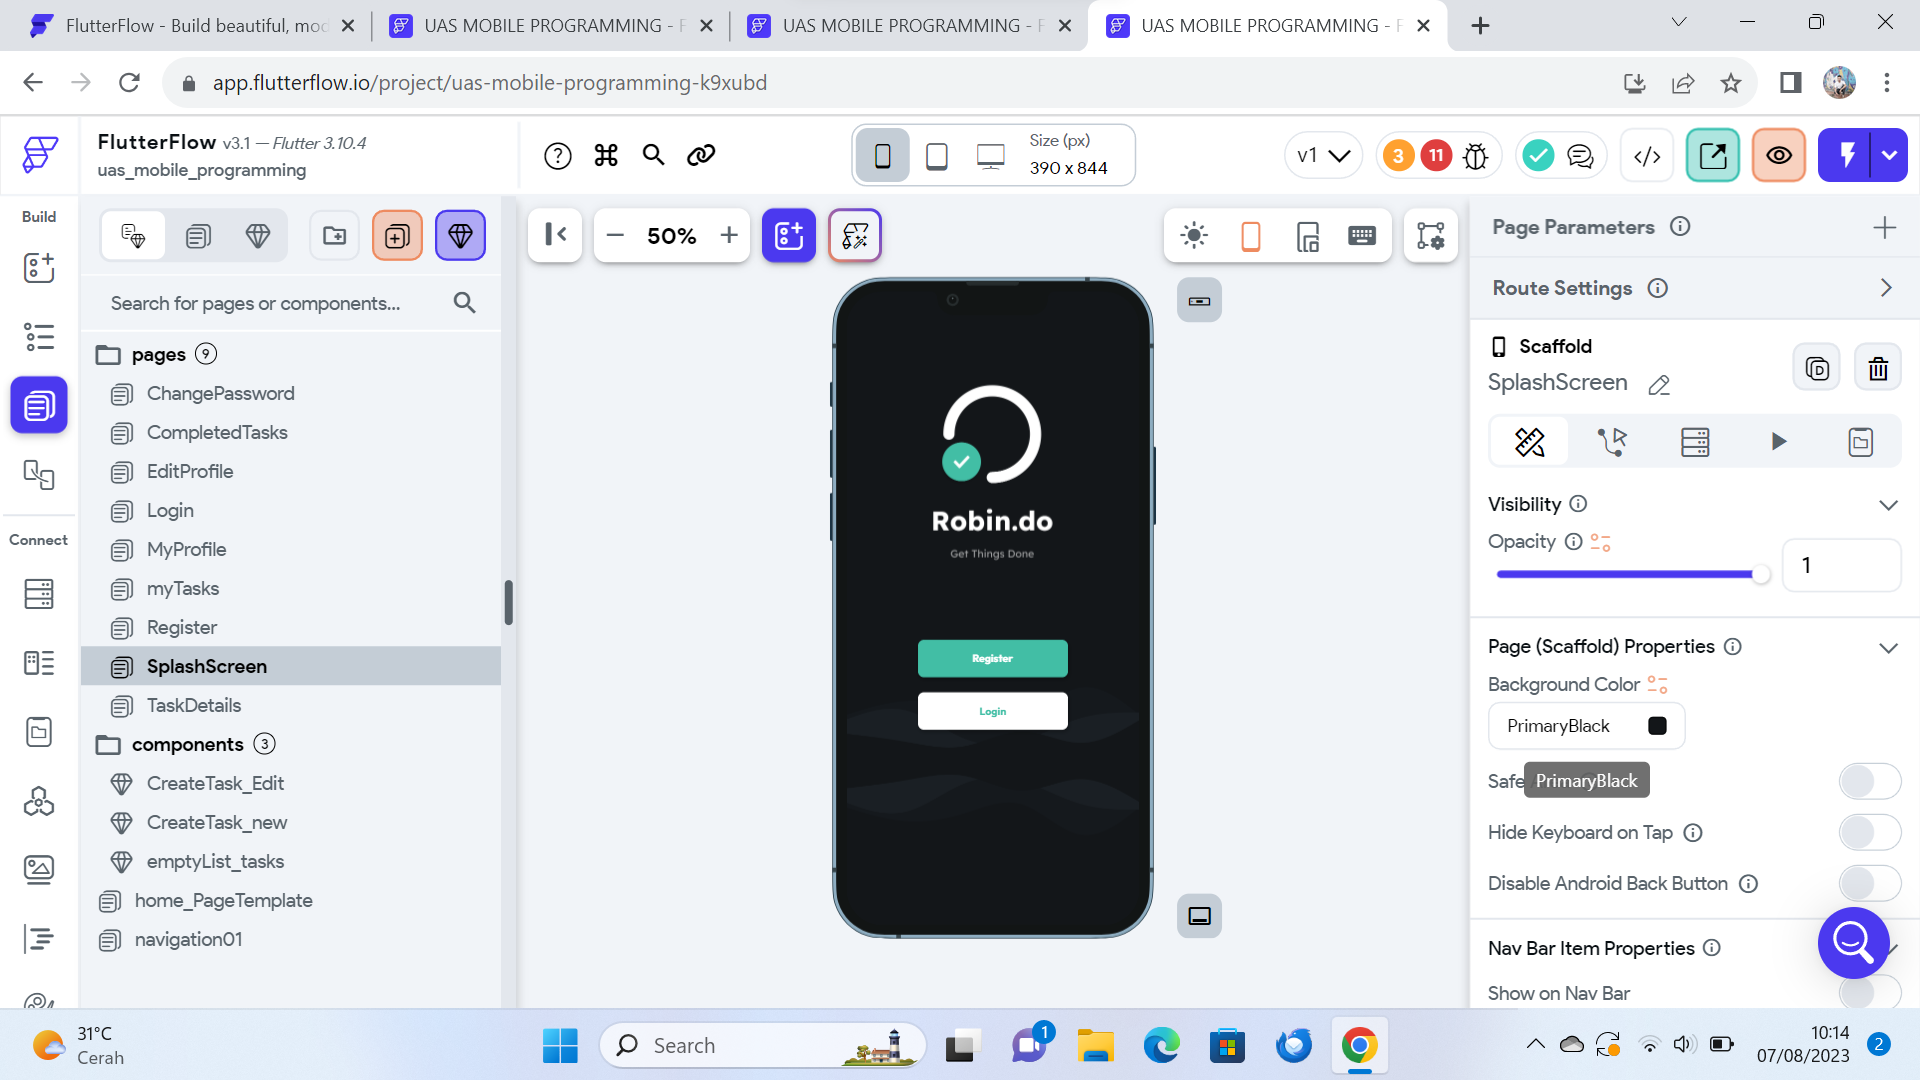 FlutterFlow - Build beautiful, mod
UAS MOBILE PROGRAMMING - F
UAS MOBILE PROGRAMMING - F
UAS MOBILE PROGRAMMING - F
app.flutterflow.io/project/uas-mobile-programming-k9xubd
FlutterFlow v3.1 — Flutter 3.10.4
uas_mobile_programming
Size (px)
390 x 844
v1
3
11
Build
50%
Search for pages or components...
pages 9
ChangePassword
CompletedTasks
EditProfile
Login
MyProfile
myTasks
Register
SplashScreen
TaskDetails
components 3
CreateTask_Edit
CreateTask_new
emptyList_tasks
home_PageTemplate
navigation01
Connect
Robin.do
Get Things Done
Register
Login
Page Parameters
Route Settings
Scaffold
SplashScreen
Visibility
Opacity
1
Page (Scaffold) Properties
Background Color
PrimaryBlack
Safe
PrimaryBlack
Hide Keyboard on Tap
Disable Android Back Button
Nav Bar Item Properties
Show on Nav Bar
31°C
Cerah
Search
1
10:14
07/08/2023
2